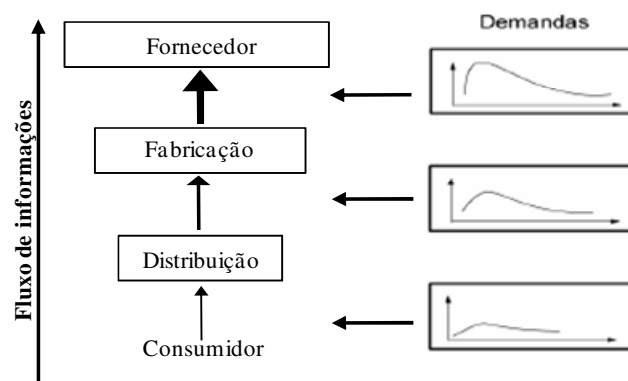 Demandas
Fornecedor
Fabricação
Distribuição
Consumidor
Fluxo de informações